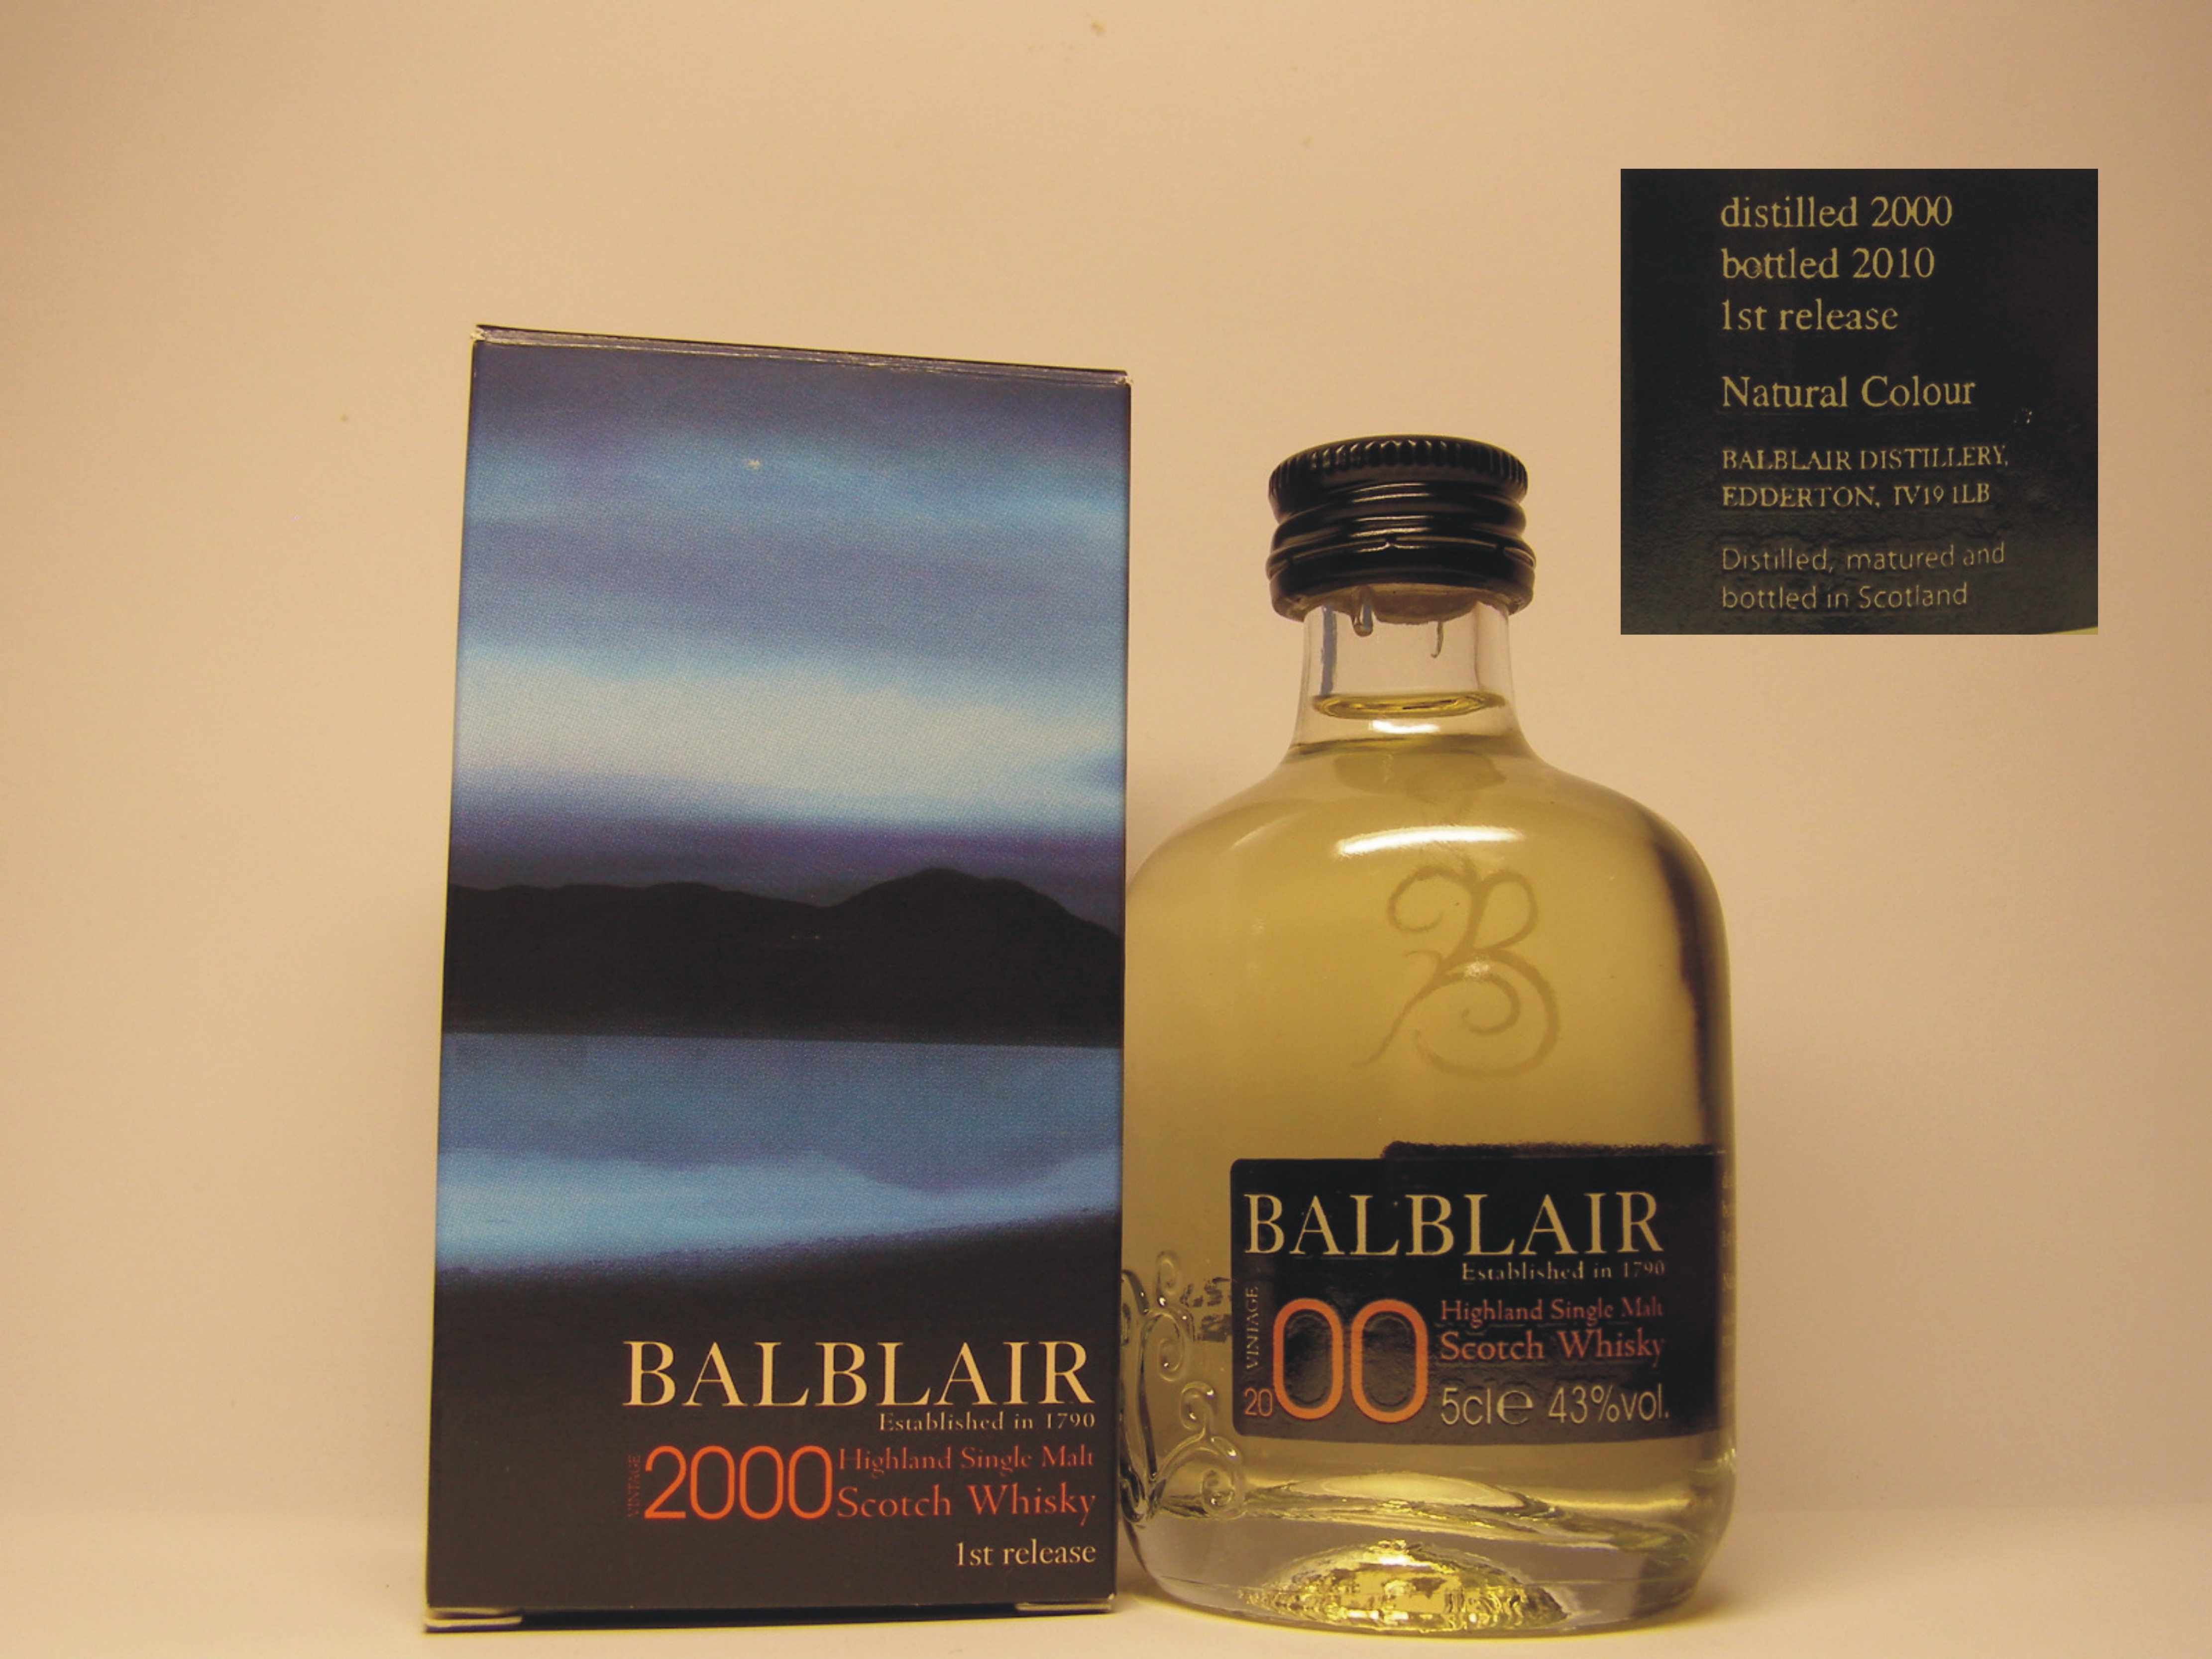 BALBLAIR
Established in 1790
VINTAGE
2000
Highland Single Malt
Scotch Whisky
1st release
B
BALBLAIR
Established in 1790
VINTAGE
2000
Highland Single Malt
Scotch Whisky
5cl℮ 43%vol.
distilled 2000
bottled 2010
1st release
Natural Colour
BALBLAIR DISTILLERY,
EDDERTON, IV19 1LB
Distilled, matured and
bottled in Scotland